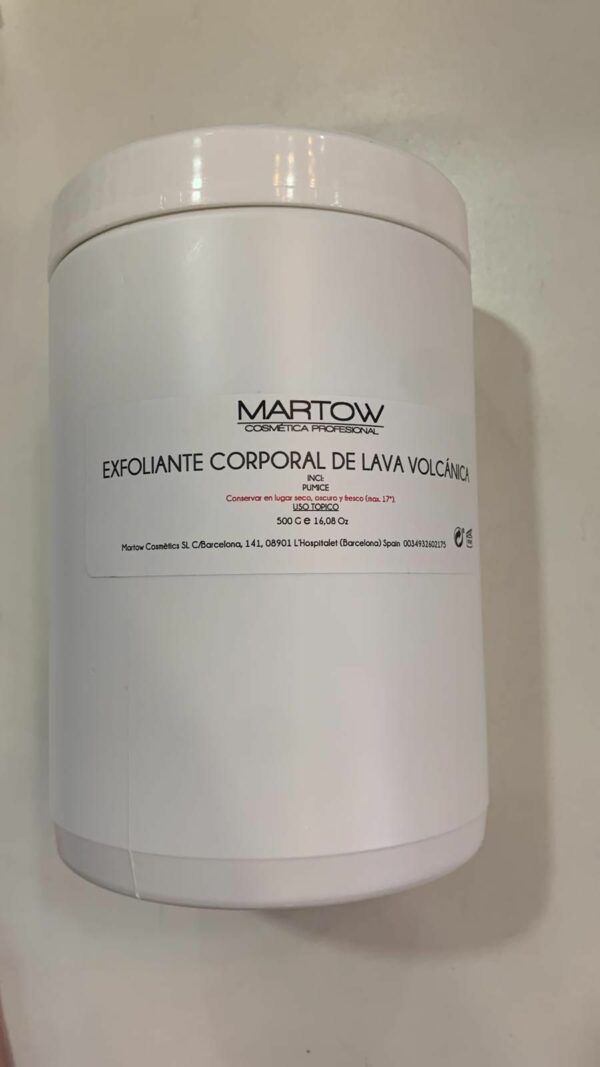 MARTOW
COSMÉTICA PROFESIONAL
EXFOLIANTE CORPORAL DE LAVA VOLCÁNICA
INCI:
PUMICE
Conservar en lugar seco, oscuro y fresco (max. 17º).
USO TOPICO
500 G e 16,08 Oz
Martow Cosmétics SL C/Barcelona, 141, 08901 L'Hospitalet (Barcelona) Spain 0034932602175